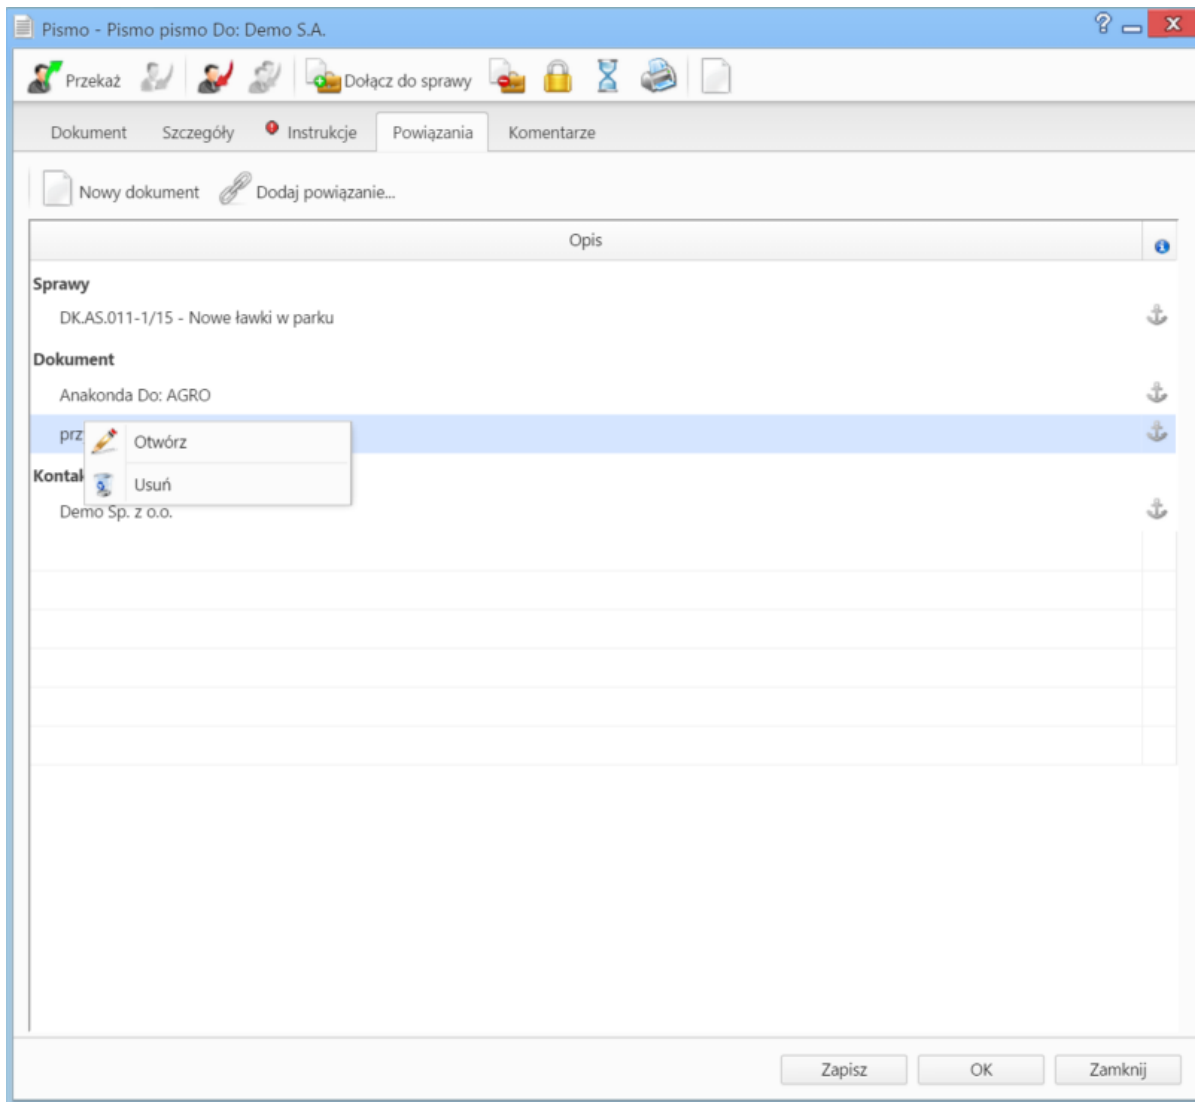 Pismo - Pismo pismo Do: Demo S.A.
Przekaż Dołącz do sprawy
Dokument Szczegóły Instrukcje Powiązania Komentarze
Nowy dokument Dodaj powiązanie...
Opis
Sprawy
DK.AS.011-1/15 - Nowe ławki w parku
Dokument
Anakonda Do: AGRO
Otwórz
Usuń
Demo Sp. z o.o.
Zapisz OK Zamknij